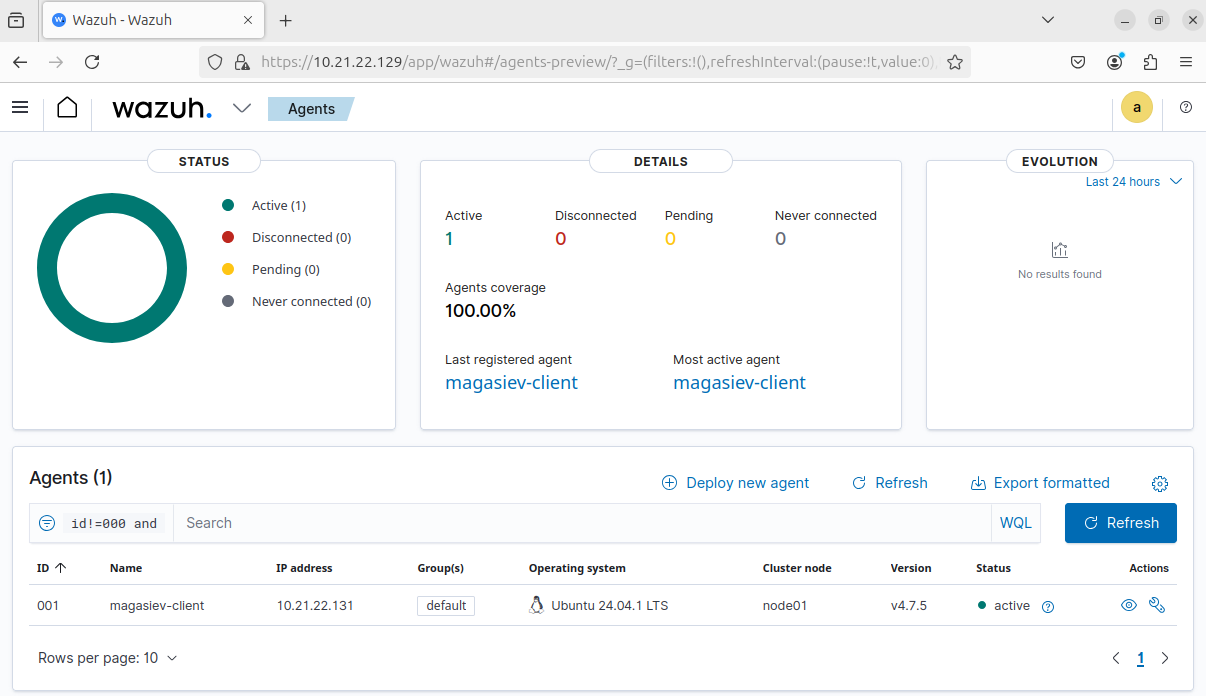 Wazuh - Wazuh
https://10.21.22.129/app/wazuh#/agents-preview/?_g=(filters:!(),refreshInterval:(pause:!t,value:0),
wazuh. Agents a
STATUS
Active (1)
Disconnected (0)
Pending (0)
Never connected (0)
DETAILS
Active Disconnected Pending Never connected
1 0 0 0
Agents coverage
100.00%
Last registered agent Most active agent
magasiev-client magasiev-client
EVOLUTION
Last 24 hours
No results found
Agents (1)
Deploy new agent Refresh Export formatted
id!=000 and Search WQL Refresh
ID Name IP address Group(s) Operating system Cluster node Version Status Actions
001 magasiev-client 10.21.22.131 default Ubuntu 24.04.1 LTS node01 v4.7.5 active
Rows per page: 10 1